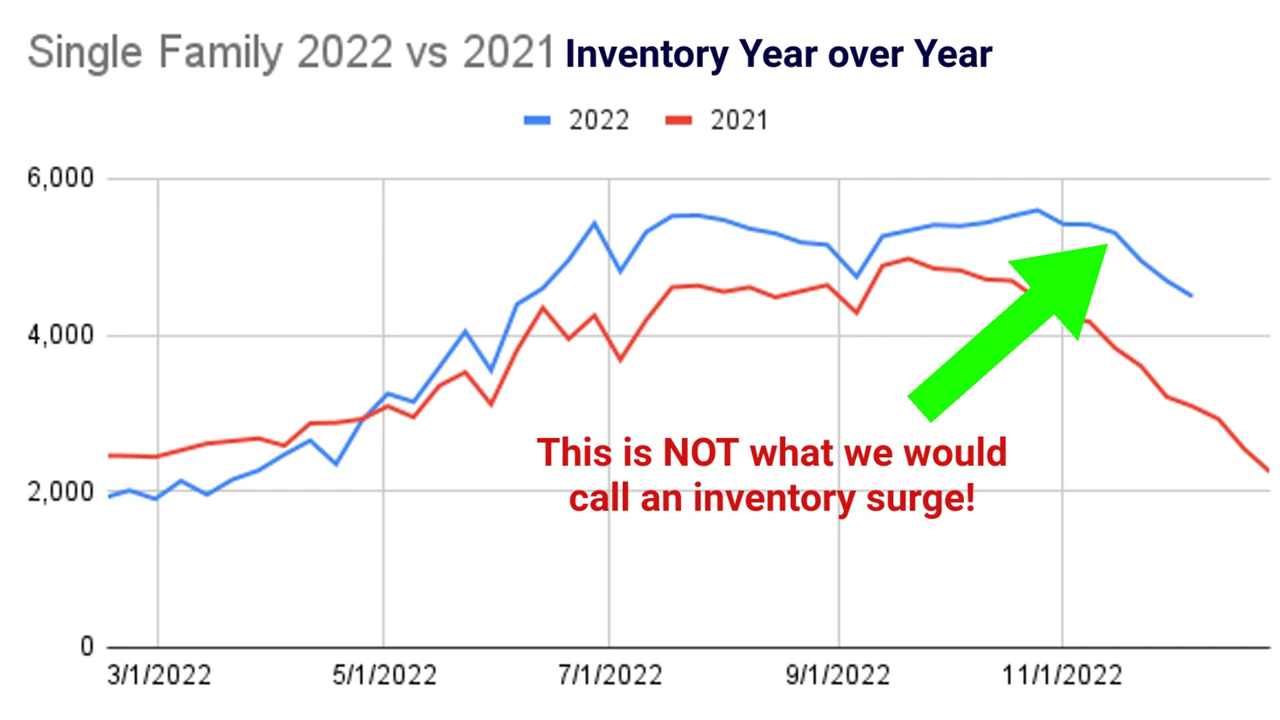 Single Family 2022 vs 2021 Inventory Year over Year
2022 2021
6,000
4,000
2,000
0
This is NOT what we would
call an inventory surge!
3/1/2022 5/1/2022 7/1/2022 9/1/2022 11/1/2022